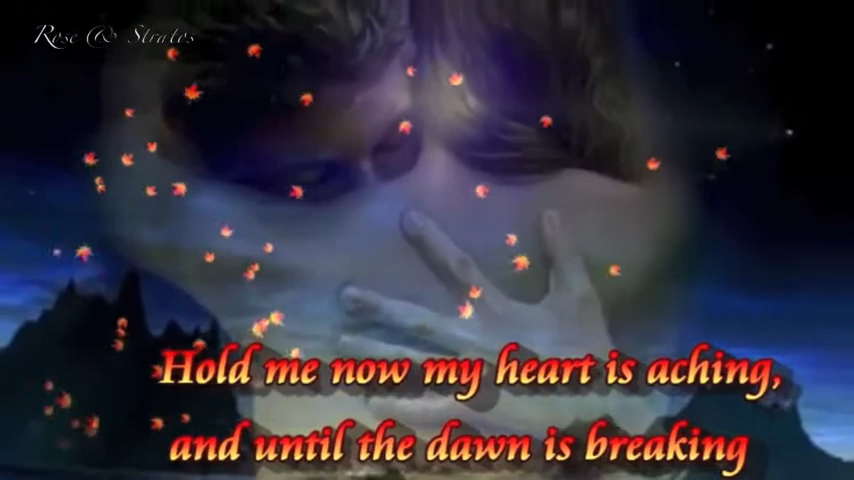 Rose @ Stratos
Hold me now my heart is aching,
and until the dawn is breaking